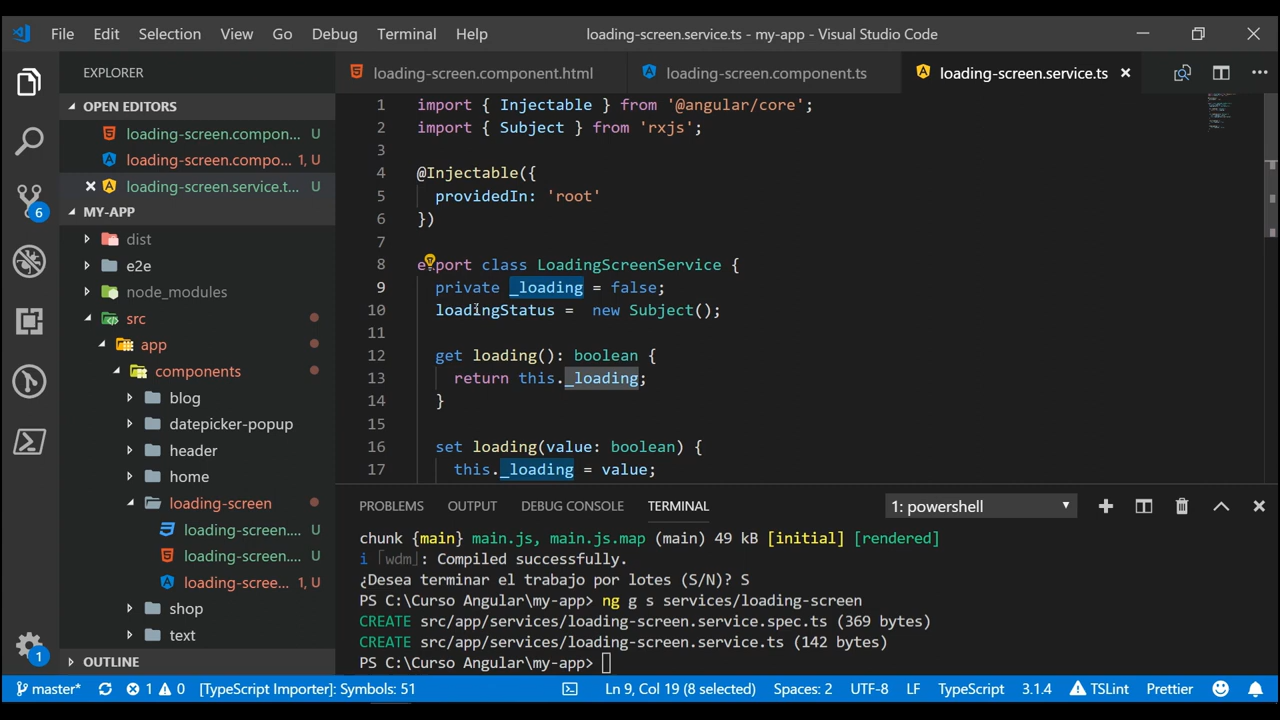 File Edit Selection View Go Debug Terminal Help loading-screen.service.ts - my-app - Visual Studio Code
EXPLORER
loading-screen.component.html loading-screen.component.ts loading-screen.service.ts
OPEN EDITORS
loading-screen.compon... U
loading-screen.compo... 1, U
loading-screen.service.t... U
MY-APP
dist
e2e
node_modules
src
app
components
blog
datepicker-popup
header
home
loading-screen
loading-screen.... U
loading-screen.... U
loading-scree... 1, U
shop
text
OUTLINE
6
1
1 import { Injectable } from '@angular/core';
2 import { Subject } from 'rxjs';
3
4 @Injectable({
5 providedIn: 'root'
6 })
7
8 export class LoadingScreenService {
9 private _loading = false;
10 loadingStatus =  new Subject();
11
12 get loading(): boolean {
13 return this._loading;
14 }
15
16 set loading(value: boolean) {
17 this._loading = value;
PROBLEMS OUTPUT DEBUG CONSOLE TERMINAL 1: powershell
chunk {main} main.js, main.js.map (main) 49 kB [initial] [rendered]
i ｢wdm｣: Compiled successfully.
¿Desea terminar el trabajo por lotes (S/N)? S
PS C:\Curso Angular\my-app> ng g s services/loading-screen
CREATE src/app/services/loading-screen.service.spec.ts (369 bytes)
CREATE src/app/services/loading-screen.service.ts (142 bytes)
PS C:\Curso Angular\my-app>
master* 1 0 [TypeScript Importer]: Symbols: 51 Ln 9, Col 19 (8 selected) Spaces: 2 UTF-8 LF TypeScript 3.1.4 TSLint Prettier